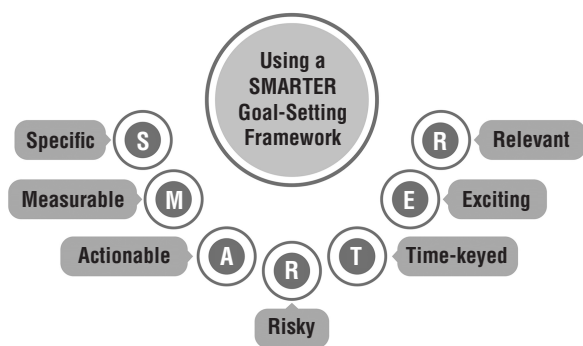 Using a
SMARTER
Goal-Setting
Framework
Specific
S
Measurable
M
Actionable
A
Risky
R
Time-keyed
T
Exciting
E
Relevant
R